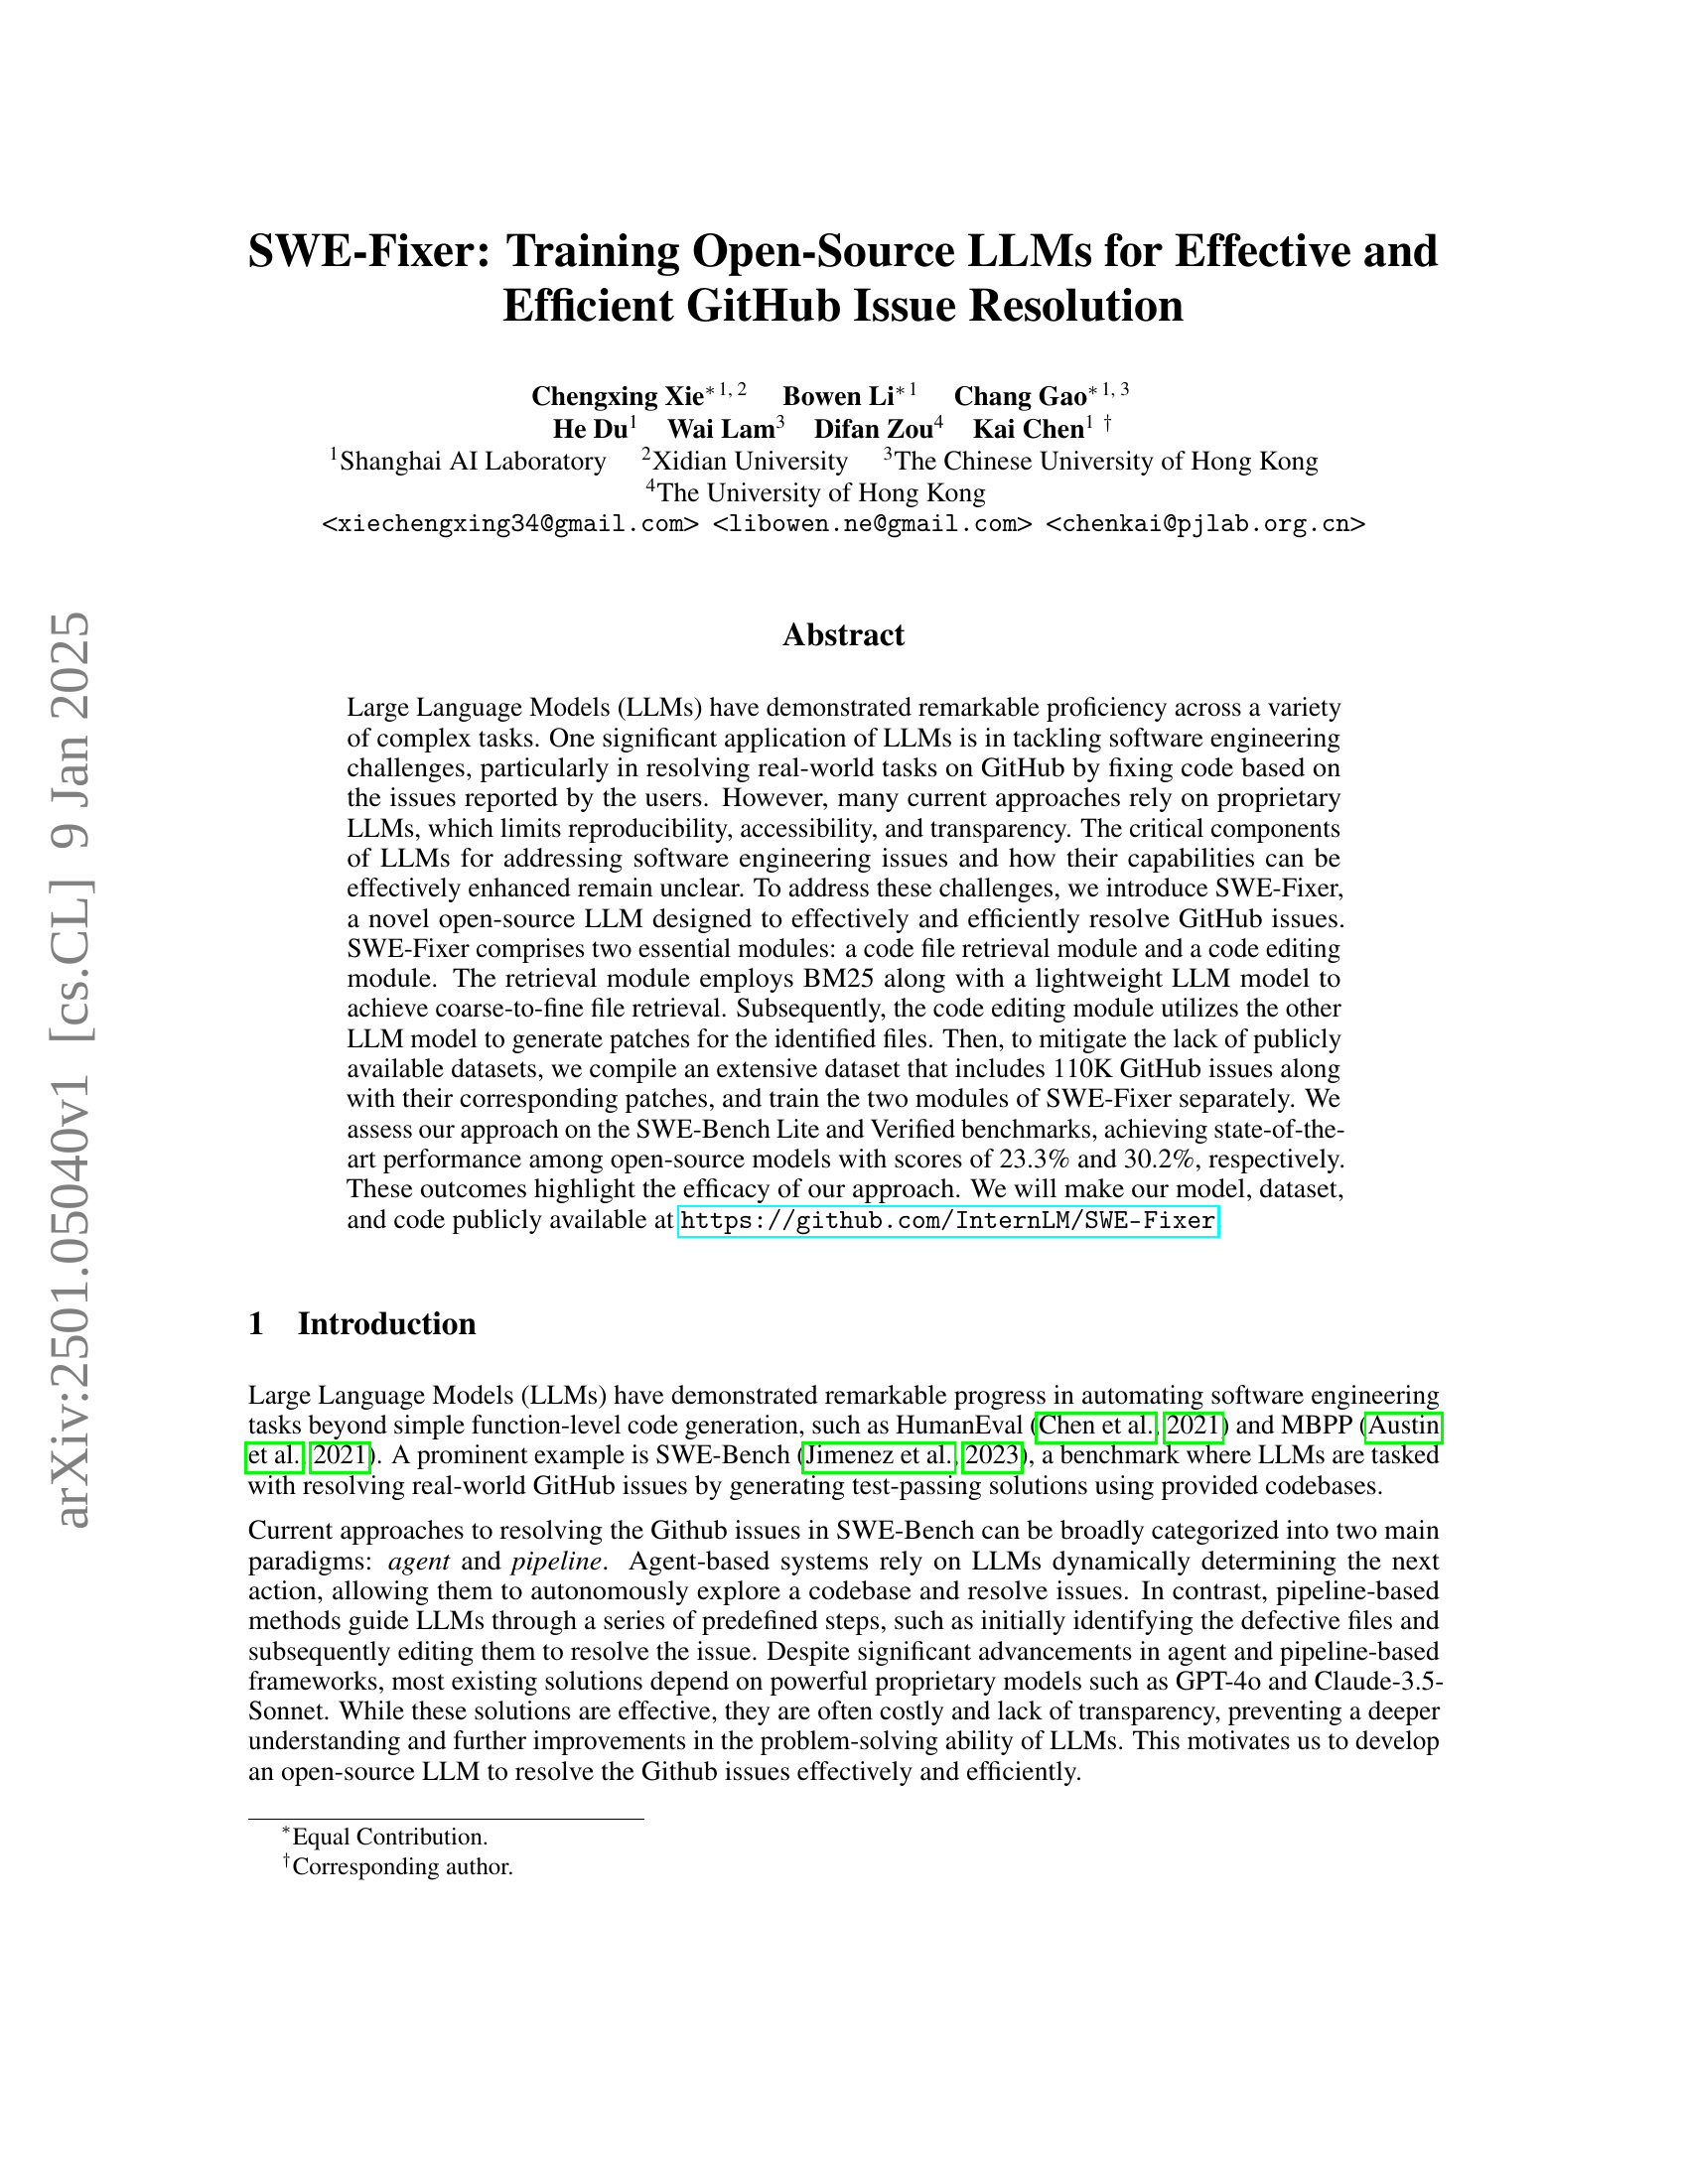 SWE-Fixer: Training Open-Source LLMs for Effective and
Efficient GitHub Issue Resolution
Chengxing Xie∗1, 2 Bowen Li∗1 Chang Gao∗1, 3
He Du1 Wai Lam3 Difan Zou4 Kai Chen1 †
1Shanghai AI Laboratory 2Xidian University 3The Chinese University of Hong Kong
4The University of Hong Kong
<xiechengxing34@gmail.com> <libowen.ne@gmail.com> <chenkai@pjlab.org.cn>
arXiv:2501.05040v1 [cs.CL] 9 Jan 2025
Abstract
Large Language Models (LLMs) have demonstrated remarkable proficiency across a variety
of complex tasks. One significant application of LLMs is in tackling software engineering
challenges, particularly in resolving real-world tasks on GitHub by fixing code based on
the issues reported by the users. However, many current approaches rely on proprietary
LLMs, which limits reproducibility, accessibility, and transparency. The critical components
of LLMs for addressing software engineering issues and how their capabilities can be
effectively enhanced remain unclear. To address these challenges, we introduce SWE-Fixer,
a novel open-source LLM designed to effectively and efficiently resolve GitHub issues.
SWE-Fixer comprises two essential modules: a code file retrieval module and a code editing
module. The retrieval module employs BM25 along with a lightweight LLM model to
achieve coarse-to-fine file retrieval. Subsequently, the code editing module utilizes the other
LLM model to generate patches for the identified files. Then, to mitigate the lack of publicly
available datasets, we compile an extensive dataset that includes 110K GitHub issues along
with their corresponding patches, and train the two modules of SWE-Fixer separately. We
assess our approach on the SWE-Bench Lite and Verified benchmarks, achieving state-of-the-
art performance among open-source models with scores of 23.3% and 30.2%, respectively.
These outcomes highlight the efficacy of our approach. We will make our model, dataset,
and code publicly available at https://github.com/InternLM/SWE-Fixer.
1 Introduction
Large Language Models (LLMs) have demonstrated remarkable progress in automating software engineering
tasks beyond simple function-level code generation, such as HumanEval (Chen et al., 2021) and MBPP (Austin
et al., 2021). A prominent example is SWE-Bench (Jimenez et al., 2023), a benchmark where LLMs are tasked
with resolving real-world GitHub issues by generating test-passing solutions using provided codebases.
Current approaches to resolving the Github issues in SWE-Bench can be broadly categorized into two main
paradigms: agent and pipeline. Agent-based systems rely on LLMs dynamically determining the next
action, allowing them to autonomously explore a codebase and resolve issues. In contrast, pipeline-based
methods guide LLMs through a series of predefined steps, such as initially identifying the defective files and
subsequently editing them to resolve the issue. Despite significant advancements in agent and pipeline-based
frameworks, most existing solutions depend on powerful proprietary models such as GPT-4o and Claude-3.5-
Sonnet. While these solutions are effective, they are often costly and lack of transparency, preventing a deeper
understanding and further improvements in the problem-solving ability of LLMs. This motivates us to develop
an open-source LLM to resolve the Github issues effectively and efficiently.
∗Equal Contribution.
†Corresponding author.